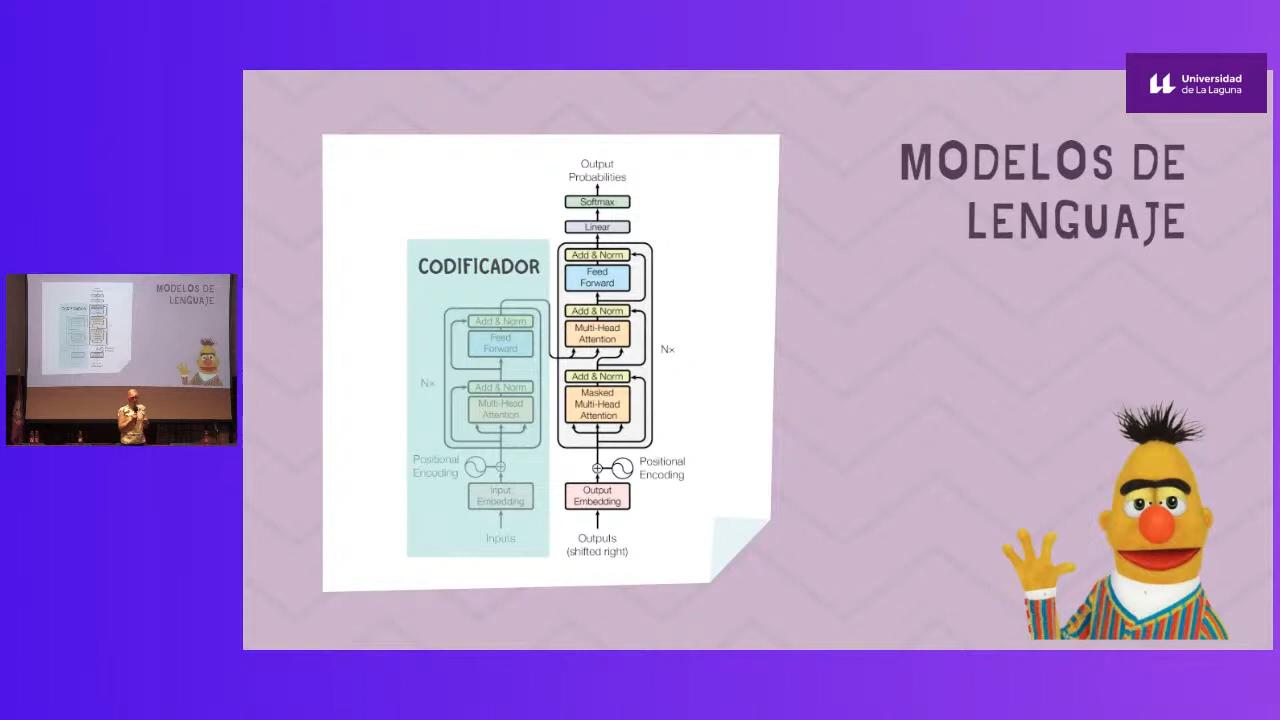 Universidad
de La Laguna
MODELOS DE
LENGUAJE
Output
Probabilities
Softmax
Linear
Add & Norm
Feed
Forward
Add & Norm
Multi-Head
Attention
Nx
Add & Norm
Masked
Multi-Head
Attention
Positional
Encoding
Output
Embedding
Outputs
(shifted right)
CODIFICADOR
Add & Norm
Feed
Forward
Nx
Add & Norm
Multi-Head
Attention
Positional
Encoding
Input
Embedding
Inputs
MODELOS DE
LENGUAJE